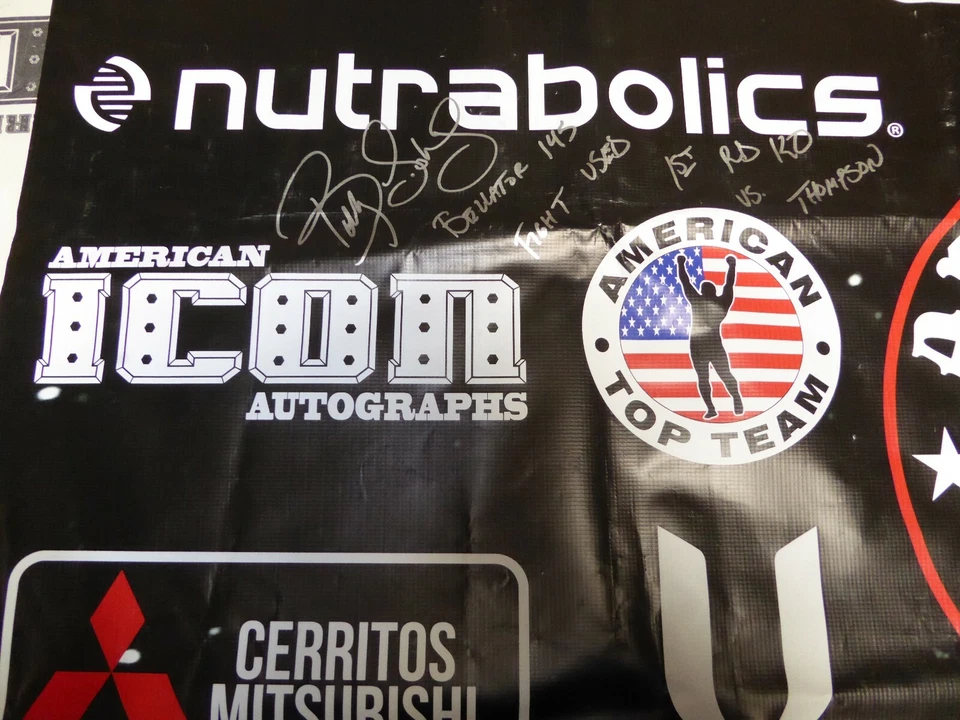 nutrabolics®
BELLATOR 145 USED 1ST RD KO
FIGHT VS. THOMPSON
AMERICAN
ICON
AUTOGRAPHS
AMERICAN
TOP TEAM
CERRITOS
MITSUBISHI